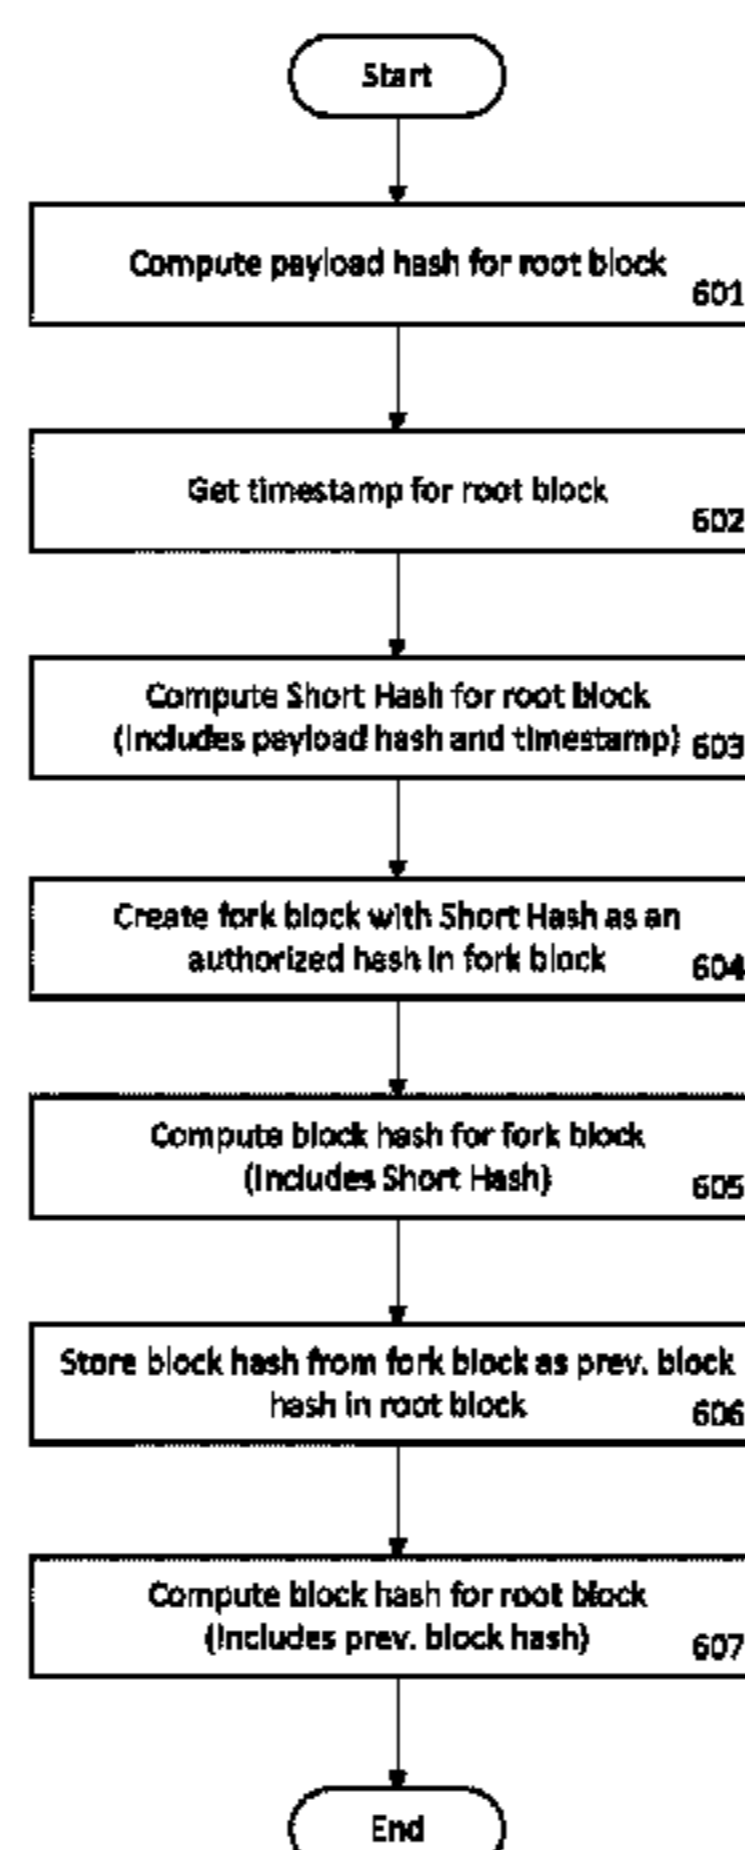 Start
Compute payload hash for root block
601
Get timestamp for root block
602
Compute Short Hash for root block
(Includes payload hash and timestamp)
603
Create fork block with Short Hash as an
authorized hash in fork block
604
Compute block hash for fork block
(Includes Short Hash)
605
Store block hash from fork block as prev. block
hash in root block
606
Compute block hash for root block
(Includes prev. block hash)
607
End